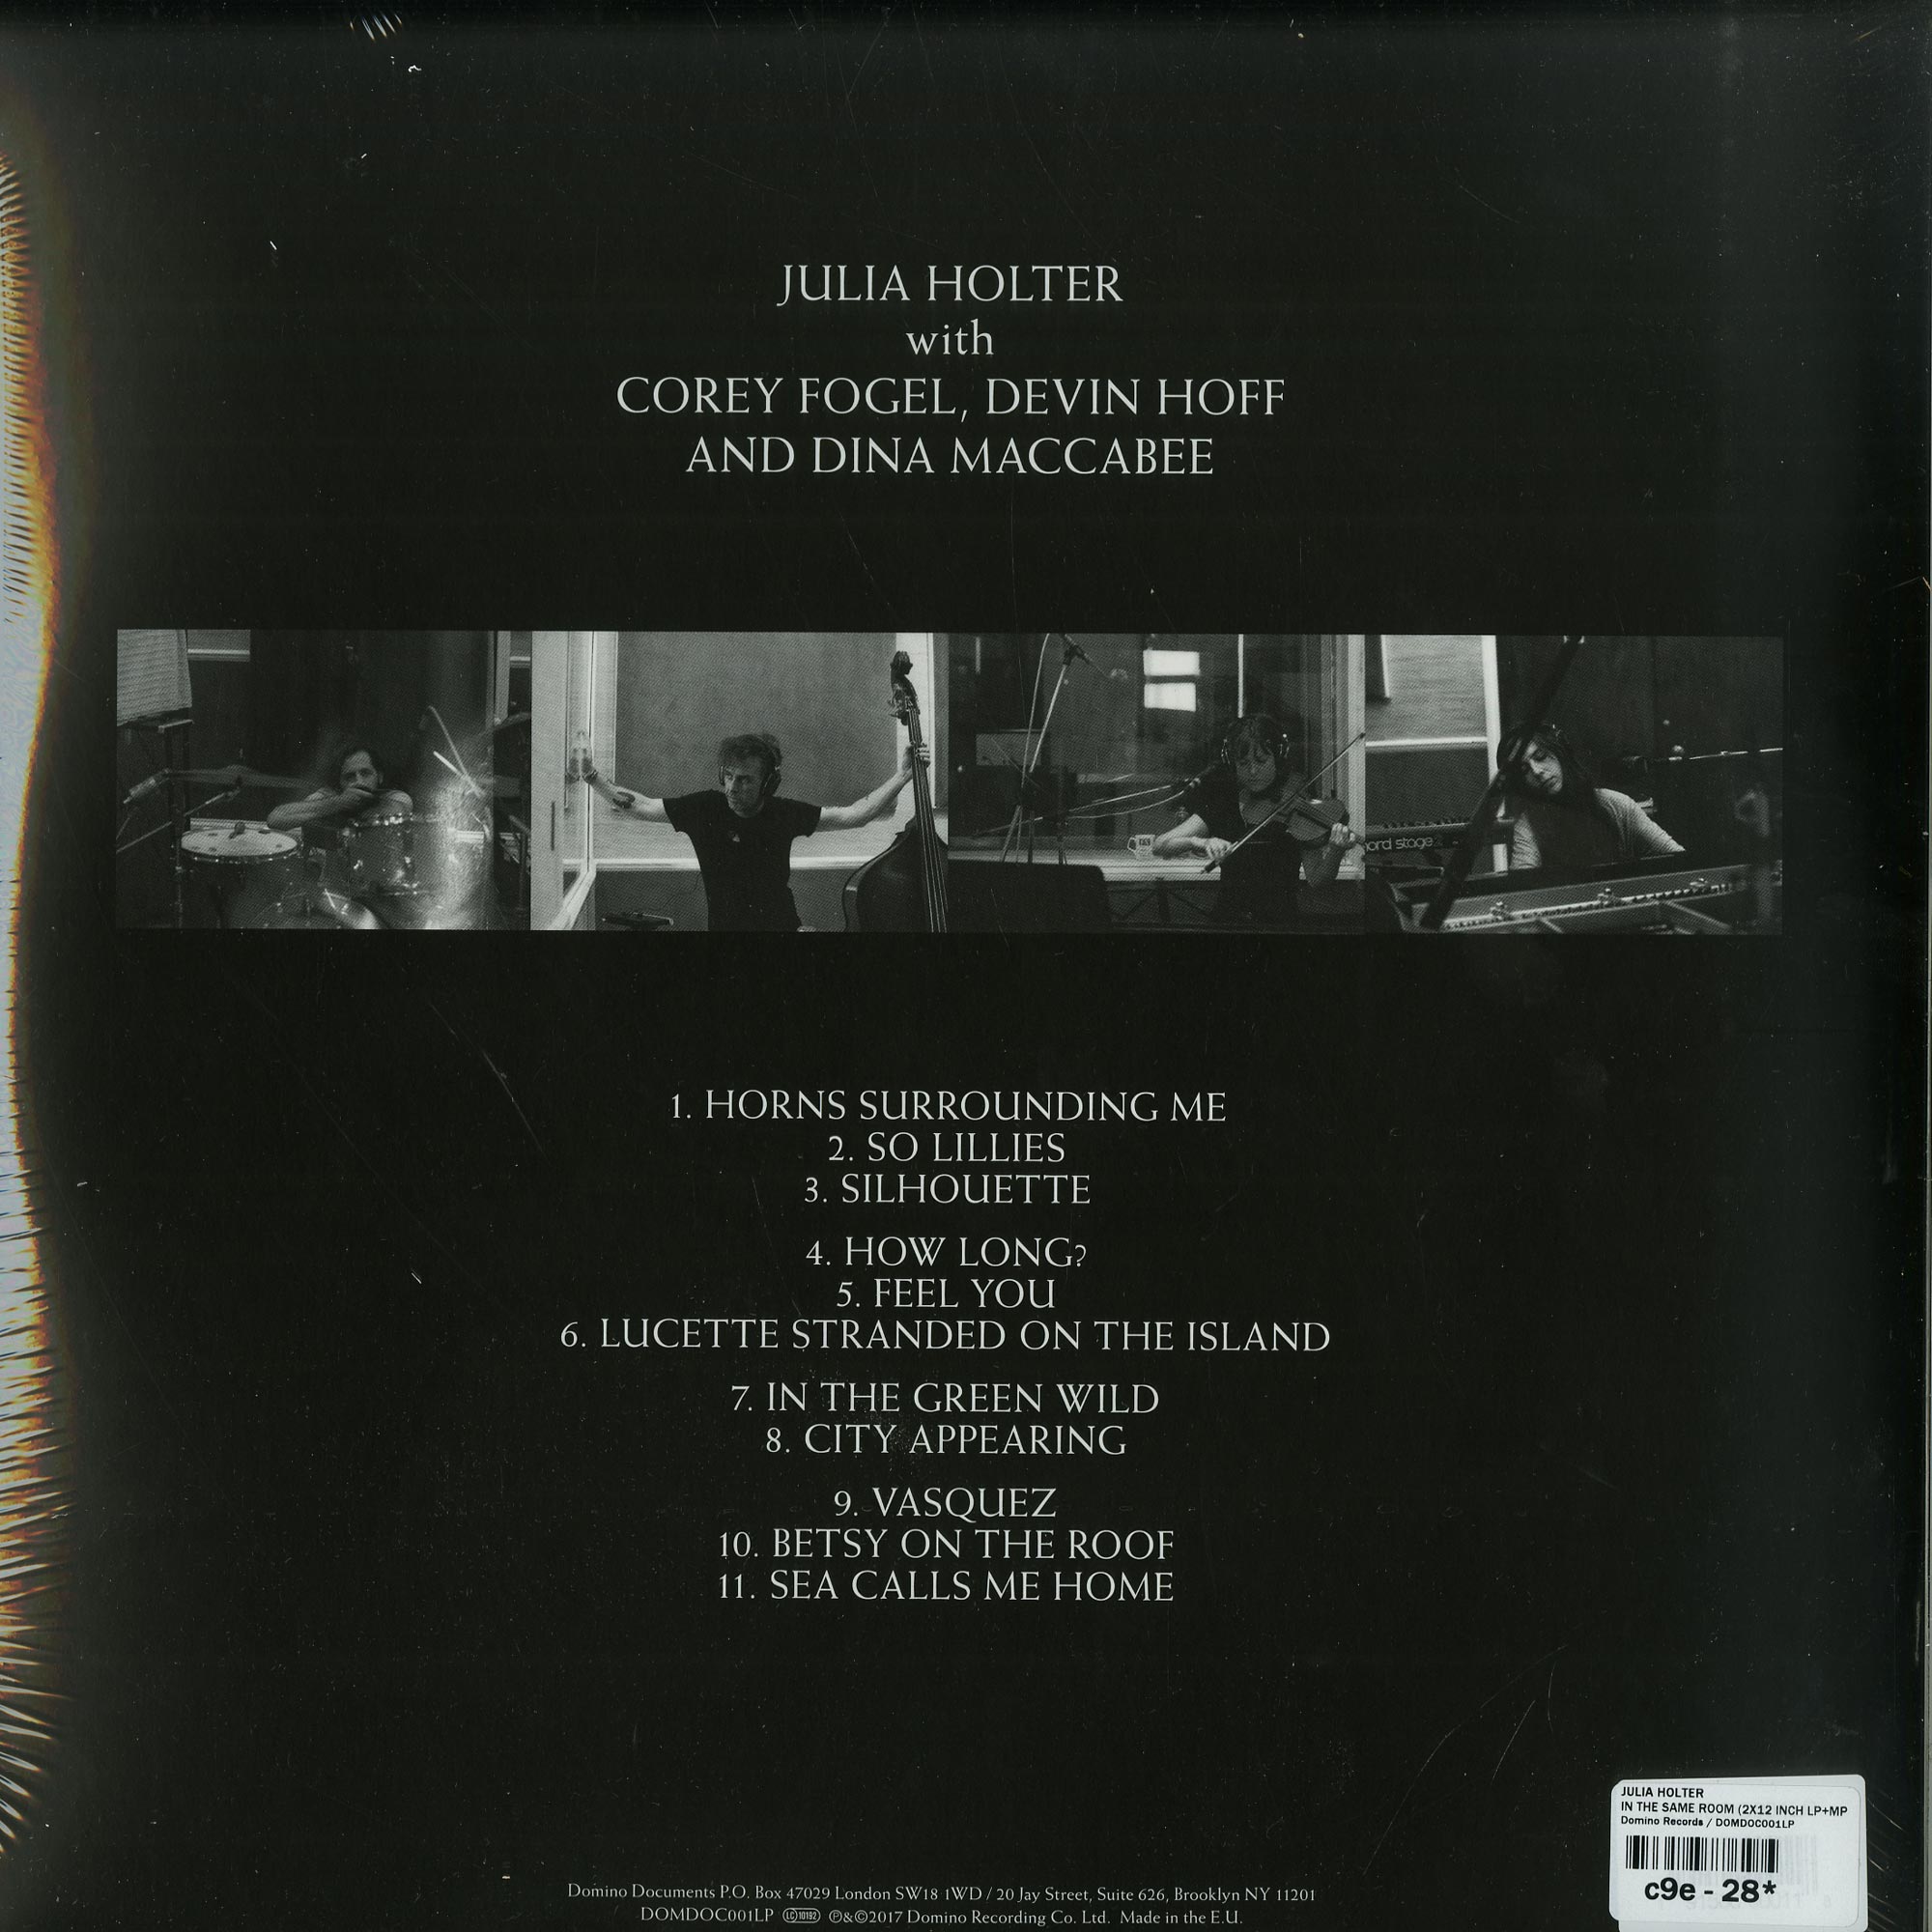 JULIA HOLTER
with
COREY FOGEL, DEVIN HOFF
AND DINA MACCABEE
ord stage
1. HORNS SURROUNDING ME
2. SO LILLIES
3. SILHOUETTE
4. HOW LONG?
5. FEEL YOU
6. LUCETTE STRANDED ON THE ISLAND
7. IN THE GREEN WILD
8. CITY APPEARING
9. VASQUEZ
10. BETSY ON THE ROOF
11. SEA CALLS ME HOME
Domino Documents P.O. Box 47029 London SW18 1WD / 20 Jay Street, Suite 626, Brooklyn NY 11201
DOMDOC001LP LC 10192 ℗&©2017 Domino Recording Co. Ltd. Made in the E.U.
JULIA HOLTER
IN THE SAME ROOM (2X12 INCH LP+MP
Domino Records / DOMDOC001LP
c9e - 28*